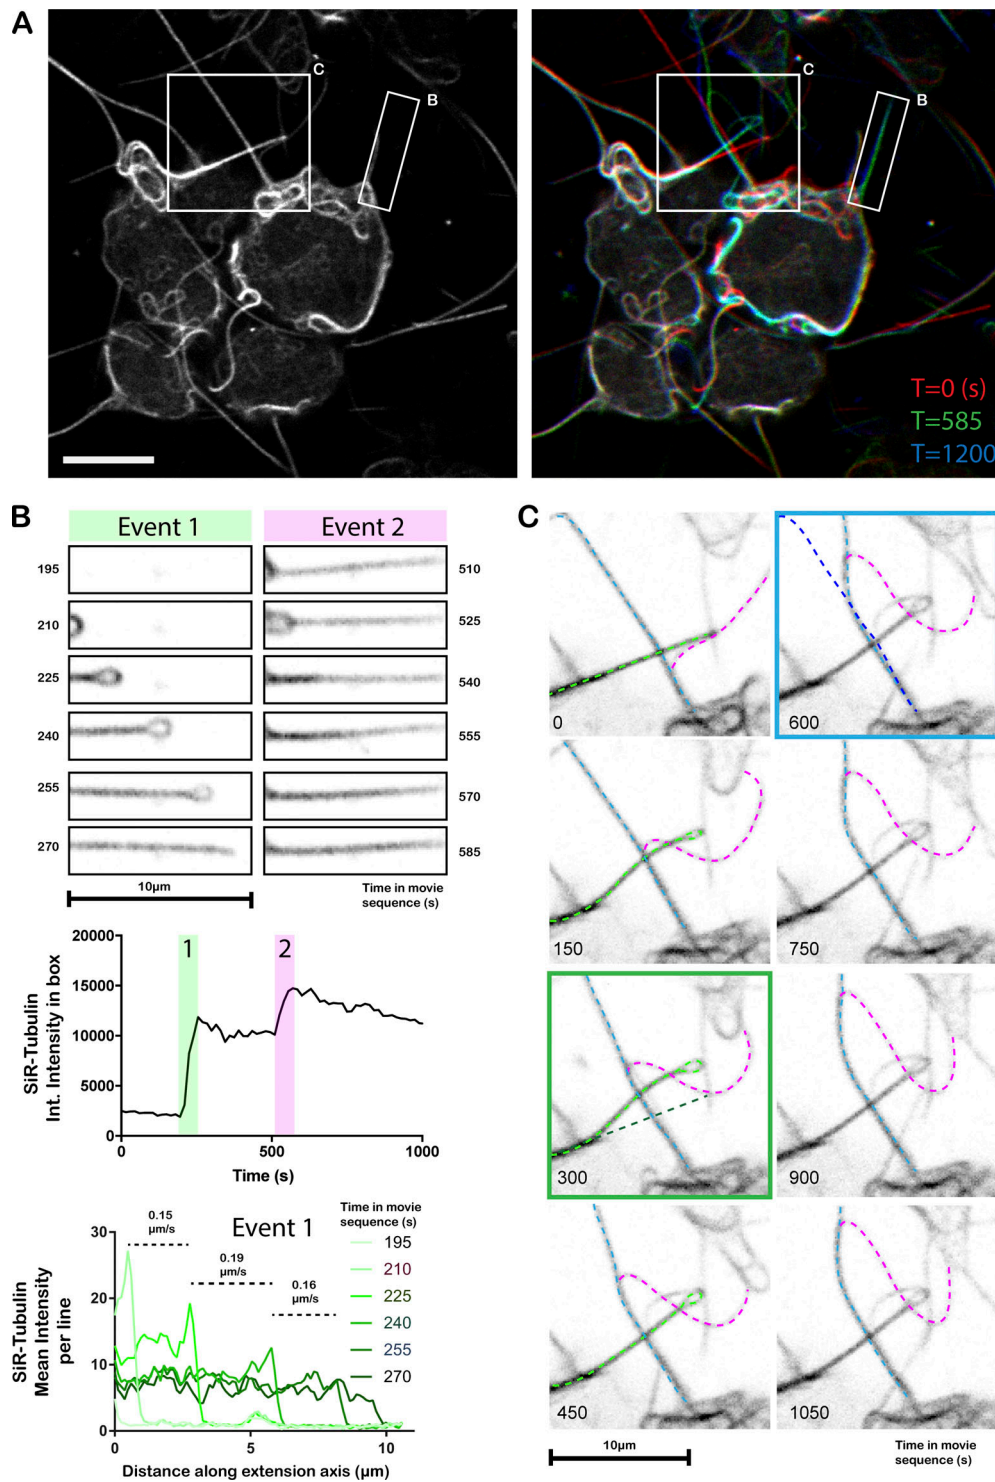 A
C
B
C
B
T=0 (s)
T=585
T=1200
B
Event 1
Event 2
195
510
210
525
225
540
240
555
255
570
270
585
10µm
Time in movie
sequence (s)
20000
15000
10000
5000
0
SiR-Tubulin
Int. Intensity in box
1
2
0
500
1000
Time (s)
Event 1
Time in movie
sequence (s)
195
210
225
240
255
270
0.15
µm/s
0.19
µm/s
0.16
µm/s
30
20
10
0
SiR-Tubulin
Mean Intensity
per line
0
5
10
Distance along extension axis (µm)
C
0
600
150
750
300
900
450
1050
10µm
Time in movie
sequence (s)